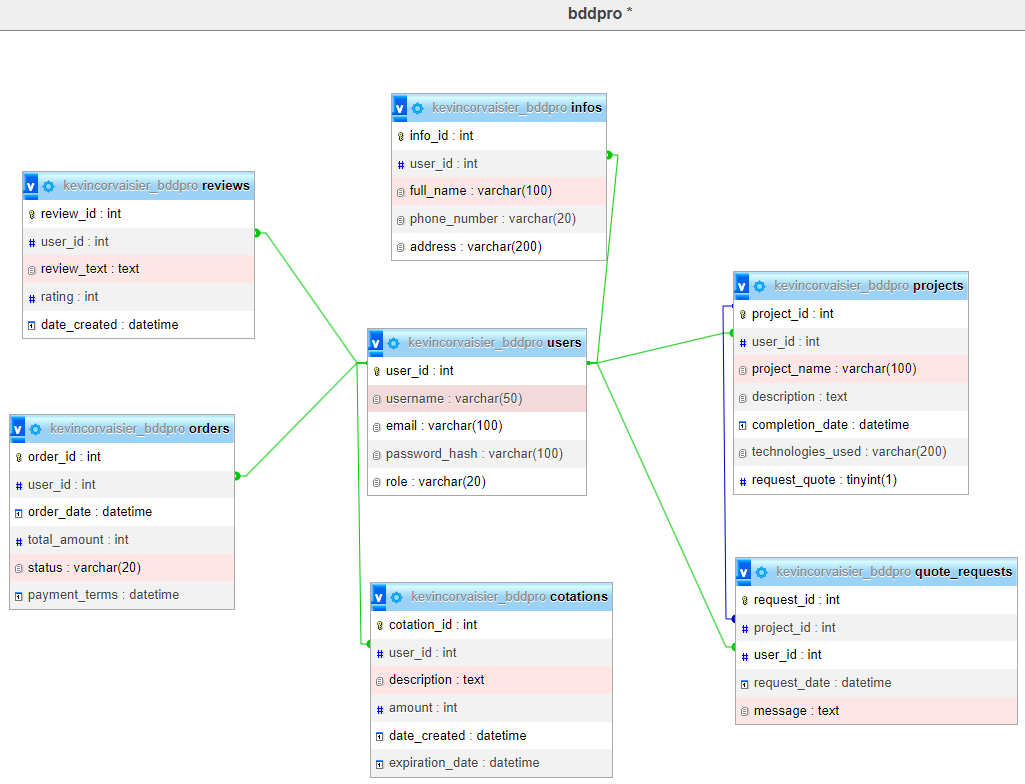 bddpro *
kevincorvaisier_bddpro infos
info_id : int
user_id : int
full_name : varchar(100)
phone_number : varchar(20)
address : varchar(200)
kevincorvaisier_bddpro reviews
review_id : int
user_id : int
review_text : text
rating : int
date_created : datetime
kevincorvaisier_bddpro users
user_id : int
username : varchar(50)
email : varchar(100)
password_hash : varchar(100)
role : varchar(20)
kevincorvaisier_bddpro projects
project_id : int
user_id : int
project_name : varchar(100)
description : text
completion_date : datetime
technologies_used : varchar(200)
request_quote : tinyint(1)
kevincorvaisier_bddpro orders
order_id : int
user_id : int
order_date : datetime
total_amount : int
status : varchar(20)
payment_terms : datetime
kevincorvaisier_bddpro cotations
cotation_id : int
user_id : int
description : text
amount : int
date_created : datetime
expiration_date : datetime
kevincorvaisier_bddpro quote_requests
request_id : int
project_id : int
user_id : int
request_date : datetime
message : text